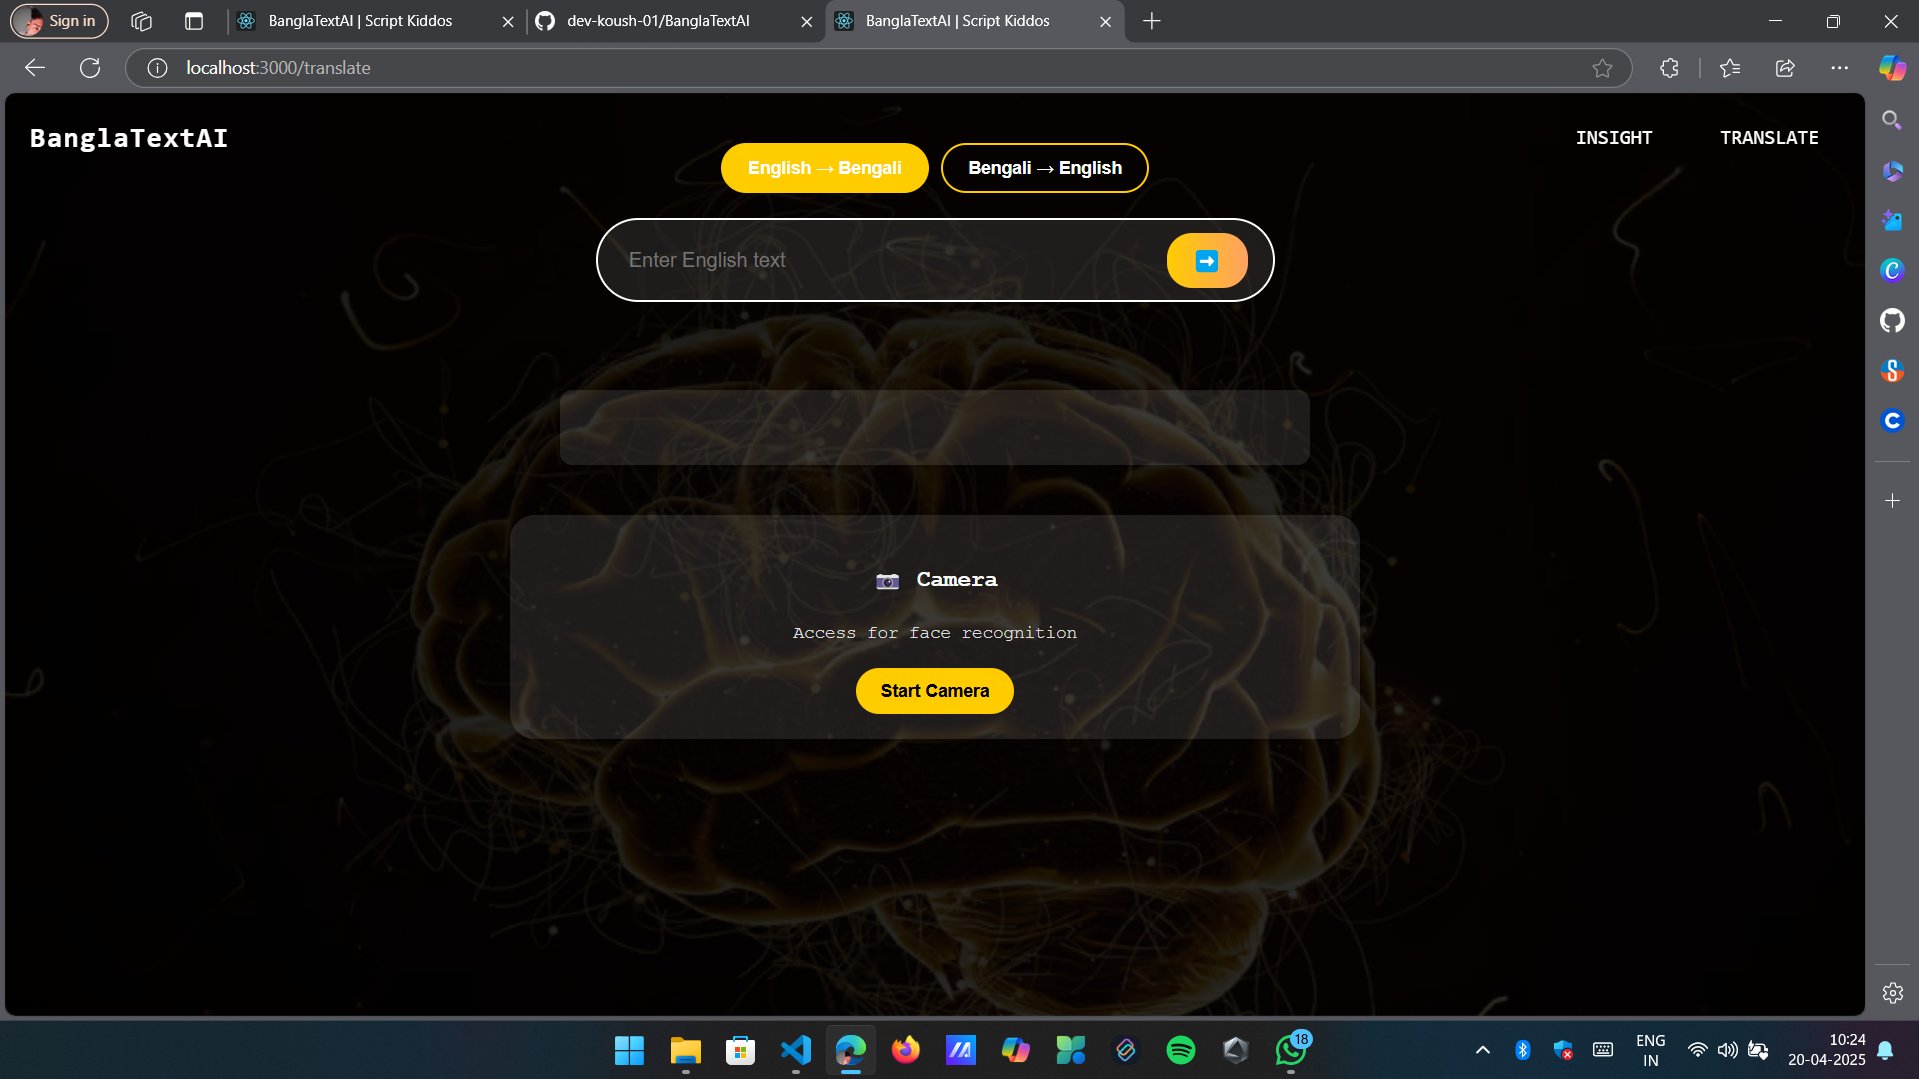 Sign in
BanglaTextAI | Script Kiddos
dev-koush-01/BanglaTextAI
BanglaTextAI | Script Kiddos
localhost:3000/translate
BanglaTextAI
INSIGHT
TRANSLATE
English → Bengali
Bengali → English
Enter English text
Camera
Access for face recognition
Start Camera
18
ENG
IN
10:24
20-04-2025